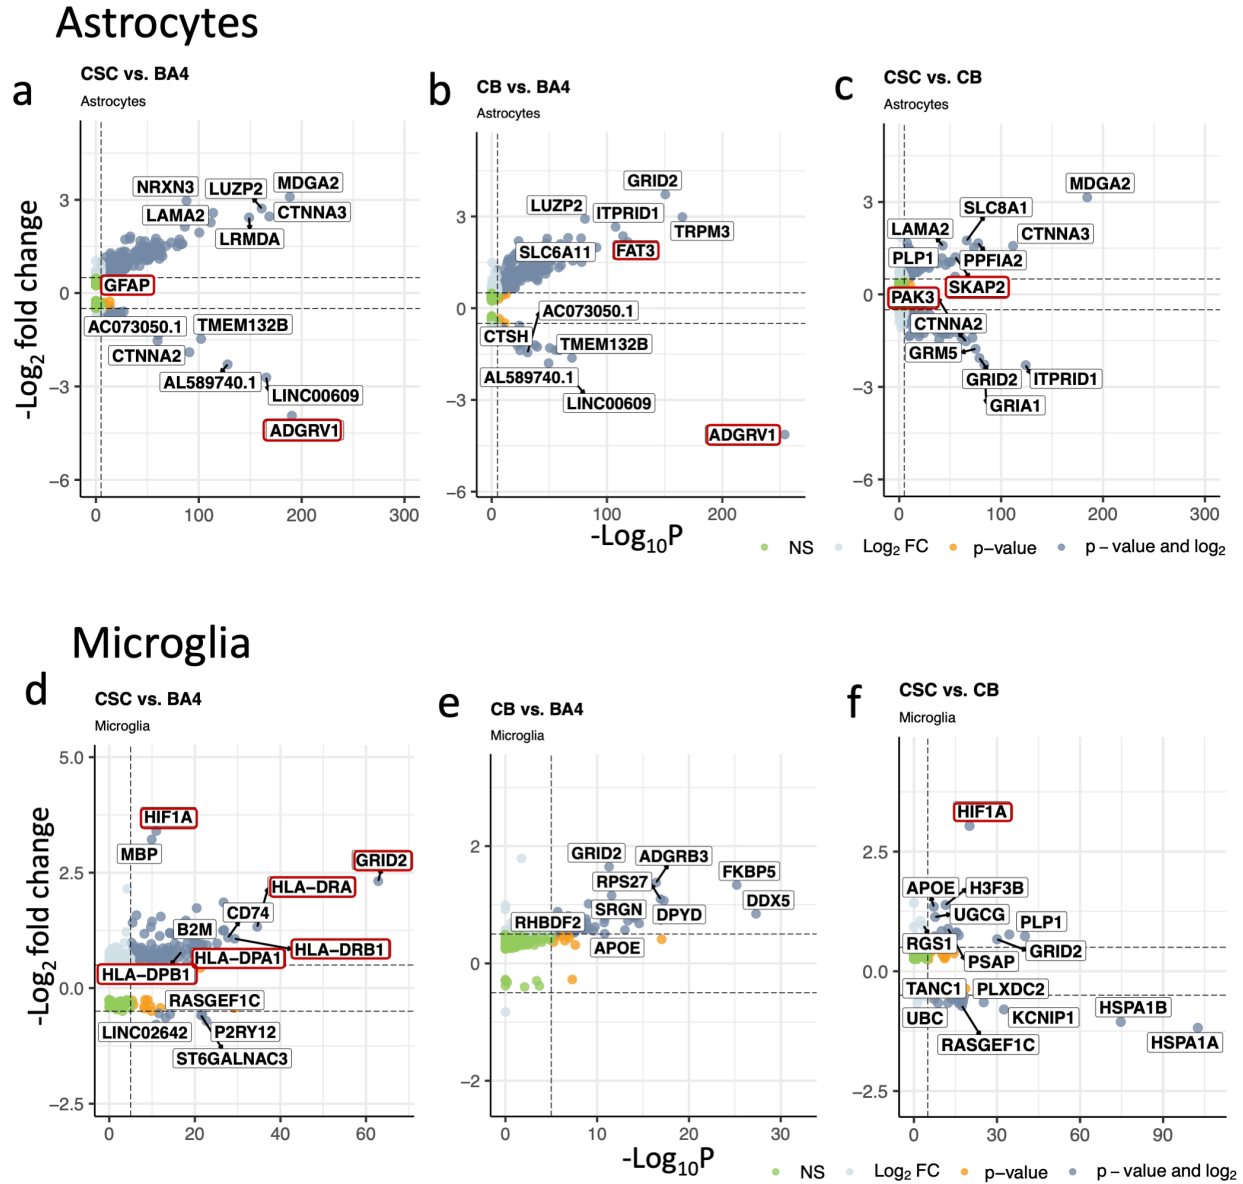 Astrocytes
a
CSC vs. BA4
Astrocytes
b
CB vs. BA4
Astrocytes
c
CSC vs. CB
Astrocytes
-Log2 fold change
3
0
−3
−6
NRXN3
LUZP2
MDGA2
LAMA2
CTNNA3
LRMDA
GFAP
AC073050.1
TMEM132B
CTNNA2
AL589740.1
LINC00609
ADGRV1
0
100
200
300
3
0
−3
−6
GRID2
LUZP2
ITPRID1
TRPM3
SLC6A11
FAT3
AC073050.1
CTSH
TMEM132B
AL589740.1
LINC00609
ADGRV1
0
100
200
-Log10P
3
0
−3
−6
MDGA2
SLC8A1
LAMA2
CTNNA3
PLP1
PPFIA2
SKAP2
PAK3
CTNNA2
GRM5
GRID2
ITPRID1
GRIA1
0
100
200
300
NS
Log2 FC
p−value
p − value and log2
Microglia
d
CSC vs. BA4
Microglia
e
CB vs. BA4
Microglia
f
CSC vs. CB
Microglia
-Log2 fold change
5.0
2.5
0.0
−2.5
HIF1A
MBP
GRID2
HLA−DRA
CD74
B2M
HLA−DRB1
HLA−DPA1
HLA−DPB1
RASGEF1C
LINC02642
P2RY12
ST6GALNAC3
0
20
40
60
2
0
−2
GRID2
ADGRB3
RPS27
FKBP5
SRGN
DPYD
DDX5
RHBDF2
APOE
0
10
20
30
-Log10P
2.5
0.0
−2.5
HIF1A
APOE
H3F3B
UGCG
PLP1
RGS1
GRID2
PSAP
TANC1
PLXDC2
UBC
KCNIP1
HSPA1B
RASGEF1C
HSPA1A
0
30
60
90
NS
Log2 FC
p−value
p − value and log2